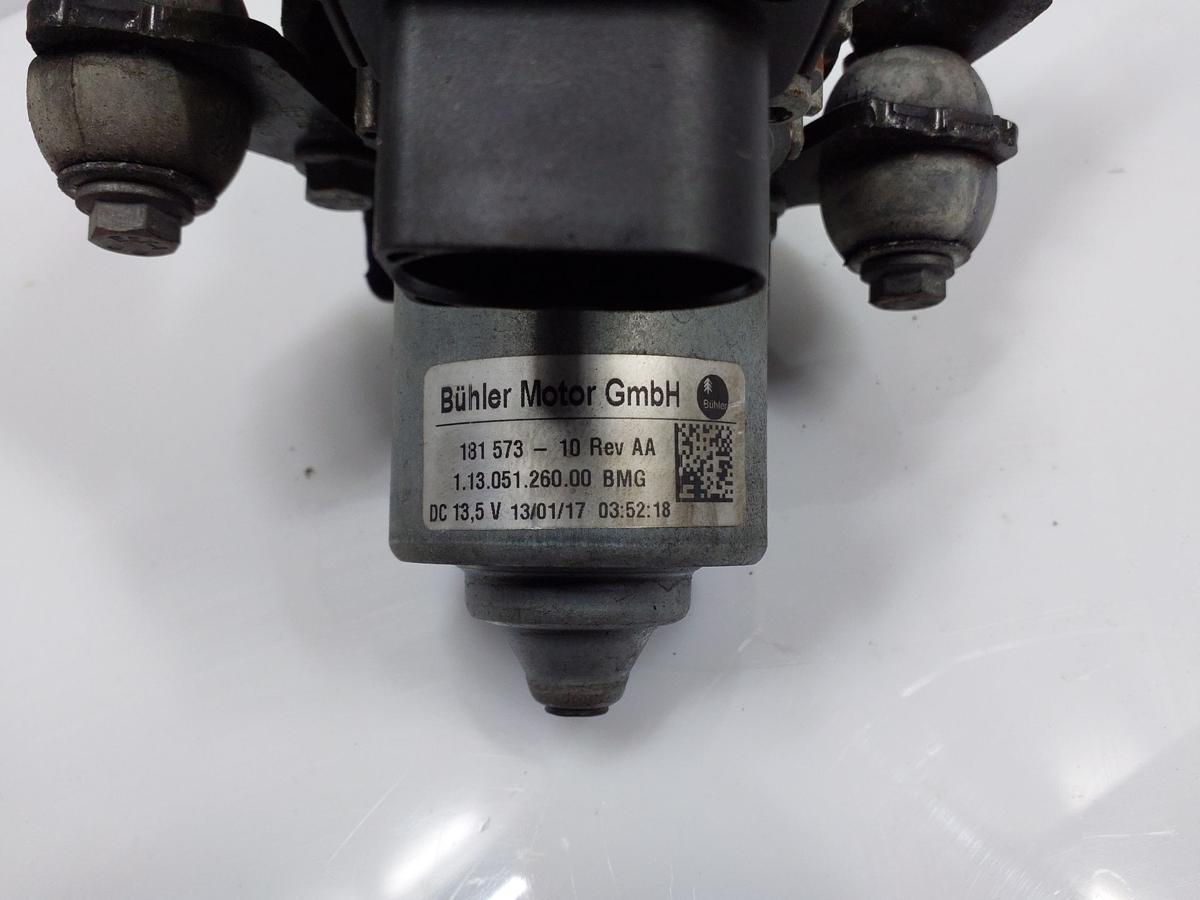 Bühler Motor GmbH
Bühler
181 573 – 10 Rev AA
1.13.051.260.00 BMG
DC 13,5 V 13/01/17 03:52:18